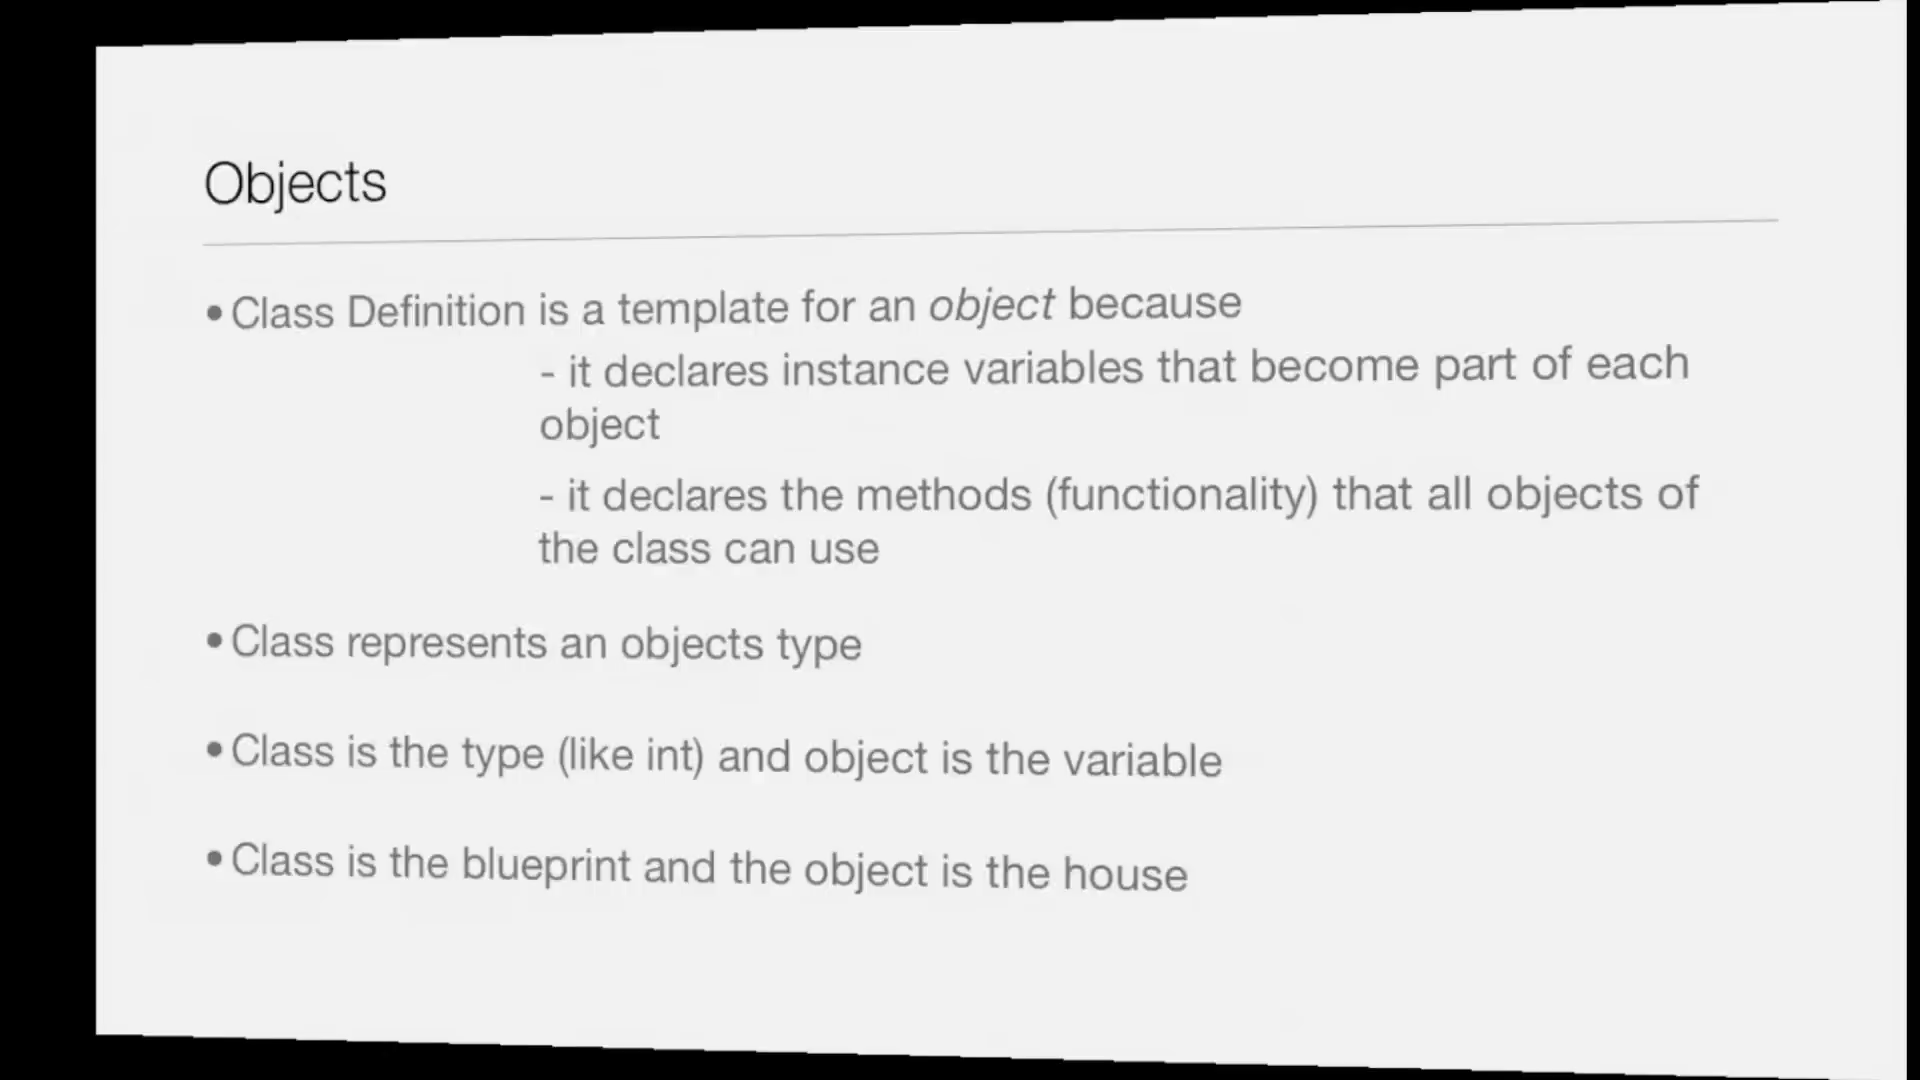 Objects
• Class Definition is a template for an object because
- it declares instance variables that become part of each
object
- it declares the methods (functionality) that all objects of
the class can use
• Class represents an objects type
• Class is the type (like int) and object is the variable
• Class is the blueprint and the object is the house